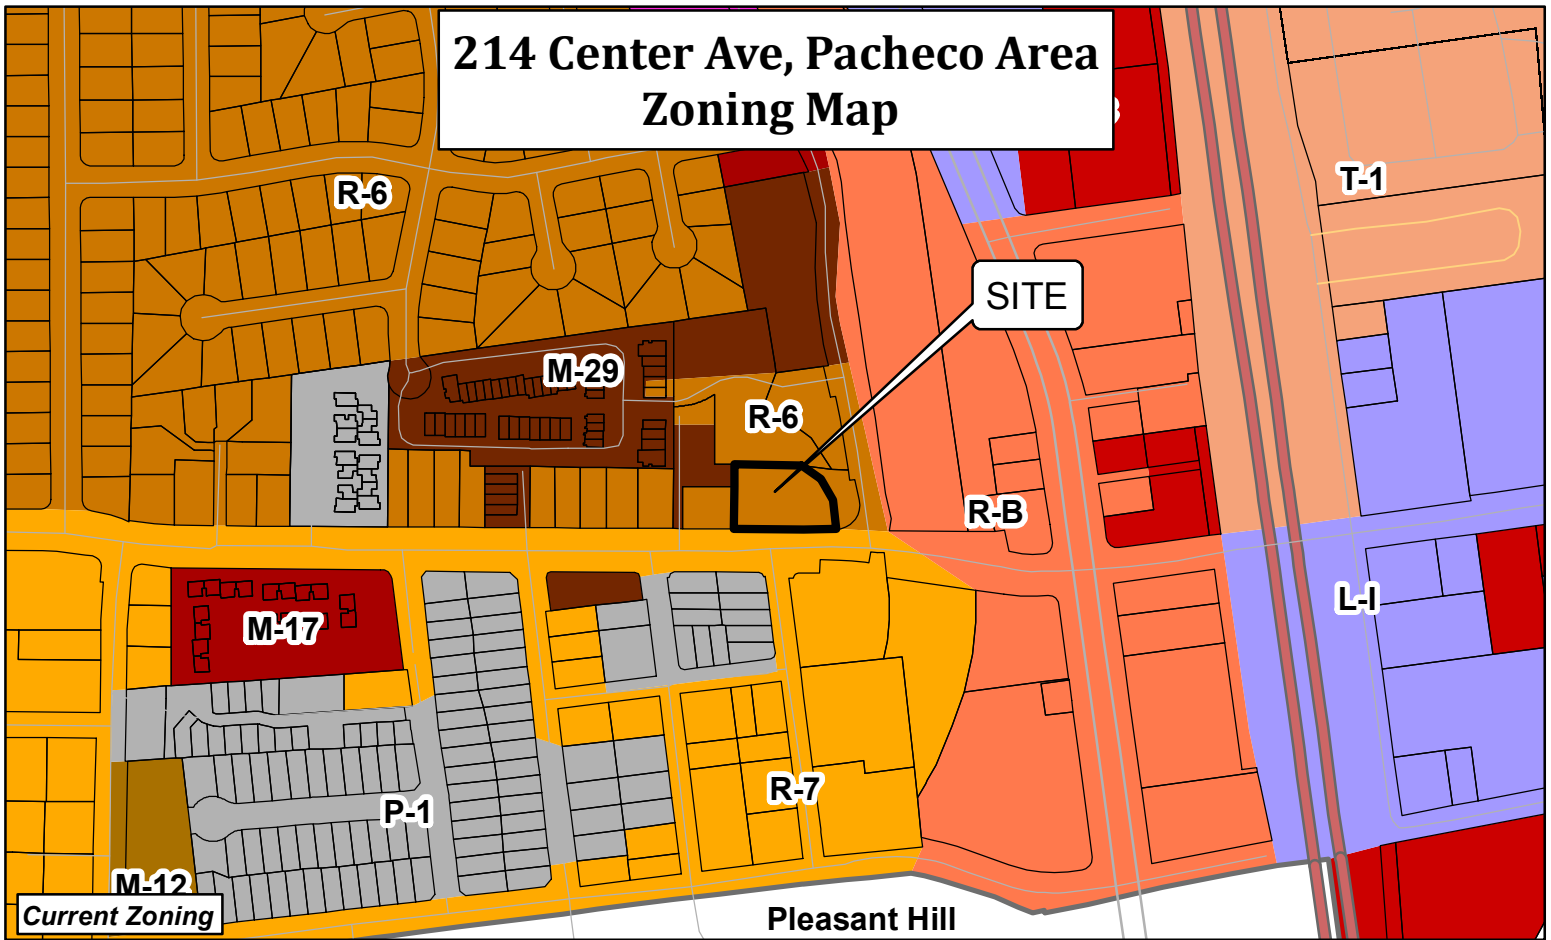 214 Center Ave, Pacheco Area
Zoning Map
R-6
T-1
SITE
M-29
R-6
R-B
L-I
M-17
R-7
P-1
M-12
Current Zoning
Pleasant Hill